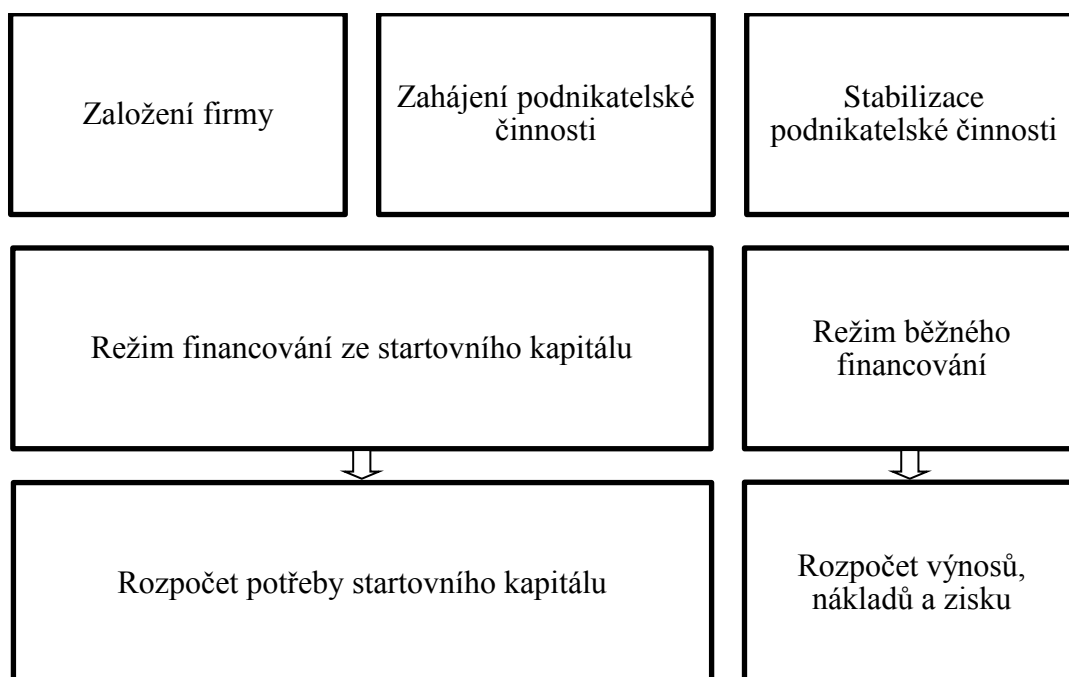 Založení firmy
Zahájení podnikatelské
činnosti
Stabilizace
podnikatelské činnosti
Režim financování ze startovního kapitálu
Režim běžného
financování
Rozpočet potřeby startovního kapitálu
Rozpočet výnosů,
nákladů a zisku